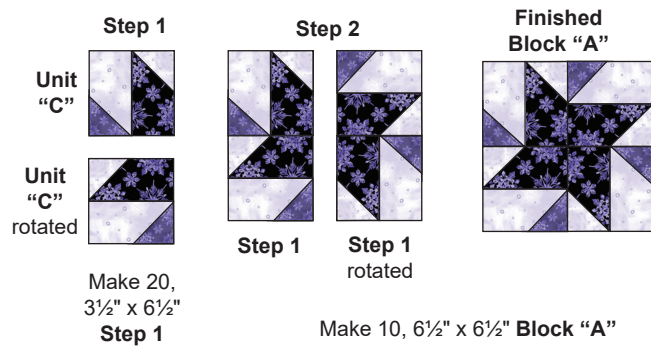 Step 1
Unit
“C”
Unit
“C”
rotated
Make 20,
3½" x 6½"
Step 1
Step 2
Step 1
Step 1
rotated
Finished
Block “A”
Make 10, 6½" x 6½" Block “A”